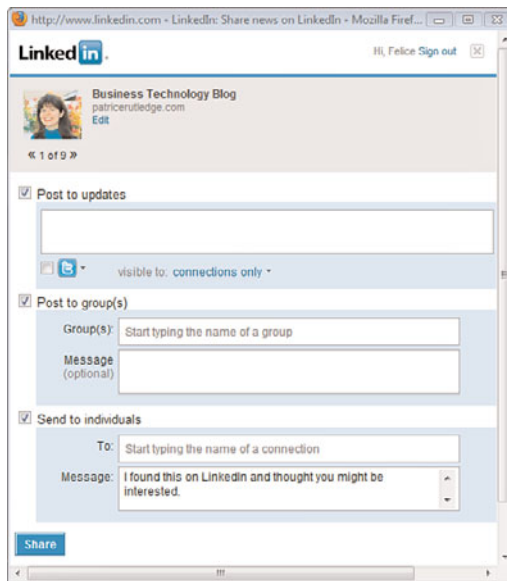 http://www.linkedin.com - LinkedIn: Share news on LinkedIn - Mozilla Firef...
Linked in.
Hi, Felice Sign out
Business Technology Blog
patricerutledge.com
Edit
« 1 of 9 »
Post to updates
visible to: connections only
Post to group(s)
Group(s): Start typing the name of a group
Message
(optional)
Send to individuals
To: Start typing the name of a connection
Message: I found this on LinkedIn and thought you might be
interested.
Share